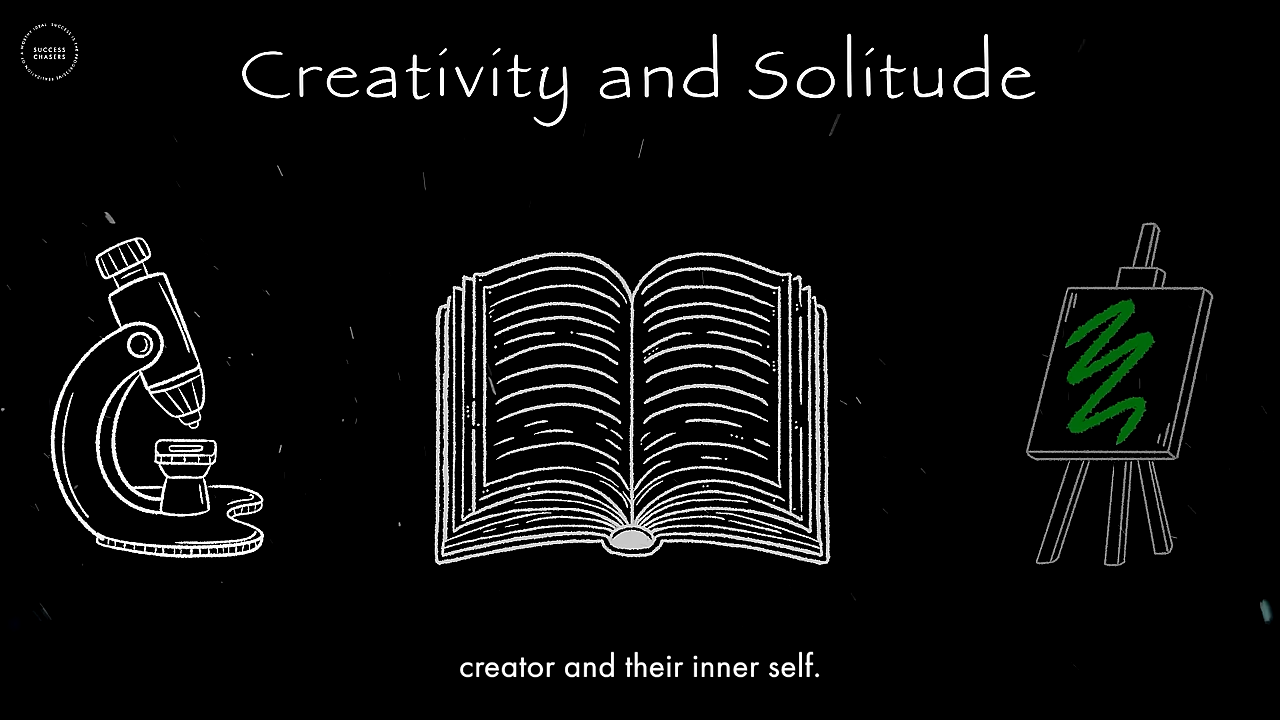 SUCCESS
CHASERS
Creativity and Solitude
creator and their inner self.